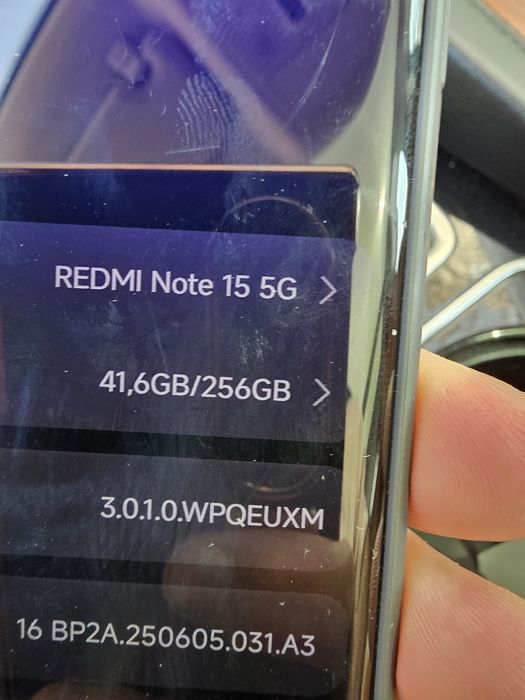 REDMI Note 15 5G
41,6GB/256GB
3.0.1.0.WPQEUXM
16 BP2A.250605.031.A3